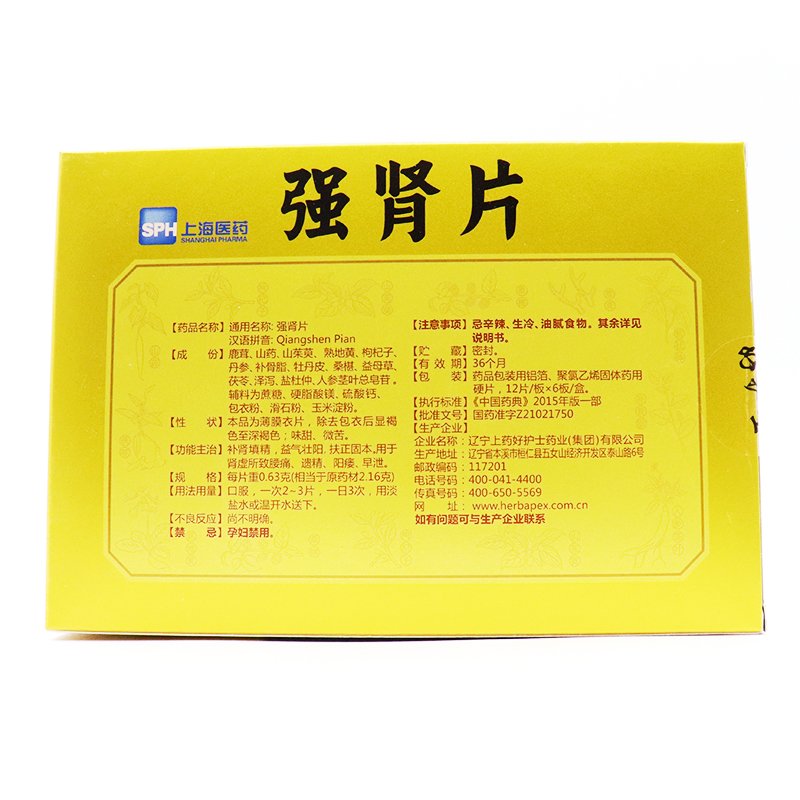 强肾片
SPH 上海医药
SHANGHAI PHARMA
【药品名称】通用名称: 强肾片
汉语拼音: Qiangshen Pian
【成　份】鹿茸、山药、山茱萸、熟地黄、枸杞子、
丹参、补骨脂、牡丹皮、桑椹、益母草、
茯苓、泽泻、盐杜仲、人参茎叶总皂苷。
辅料为蔗糖、硬脂酸镁、硫酸钙、
包衣粉、滑石粉、玉米淀粉。
【性　状】本品为薄膜衣片，除去包衣后显褐
色至深褐色；味甜、微苦。
【功能主治】补肾填精，益气壮阳，扶正固本。用于
肾虚所致腰痛、遗精、阳痿、早泄。
【规　格】每片重0.63克(相当于原药材2.16克)
【用法用量】口服，一次2~3片，一日3次，用淡
盐水或温开水送下。
【不良反应】尚不明确。
【禁　忌】孕妇禁用。
【注意事项】忌辛辣、生冷、油腻食物。其余详见
说明书。
【贮　藏】密封。
【有 效 期】36个月
【包　装】药品包装用铝箔、聚氯乙烯固体药用
硬片，12片/板×6板/盒。
【执行标准】《中国药典》2015年版一部
【批准文号】国药准字Z21021750
【生产企业】
企业名称: 辽宁上药好护士药业(集团)有限公司
生产地址: 辽宁省本溪市桓仁县五女山经济开发区泰山路6号
邮政编码: 117201
电话号码: 400-041-4400
传真号码: 400-650-5569
网　址: www.herbapex.com.cn
如有问题可与生产企业联系